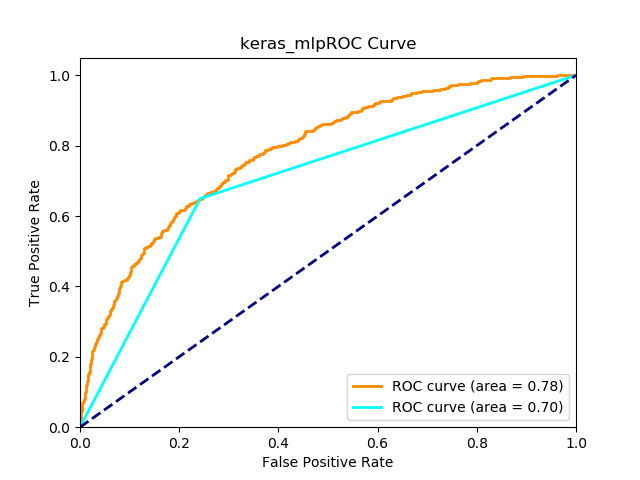 keras_mlpROC Curve
1.0
0.8
0.6
0.4
0.2
0.0
True Positive Rate
0.0 0.2 0.4 0.6 0.8 1.0
False Positive Rate
ROC curve (area = 0.78)
ROC curve (area = 0.70)